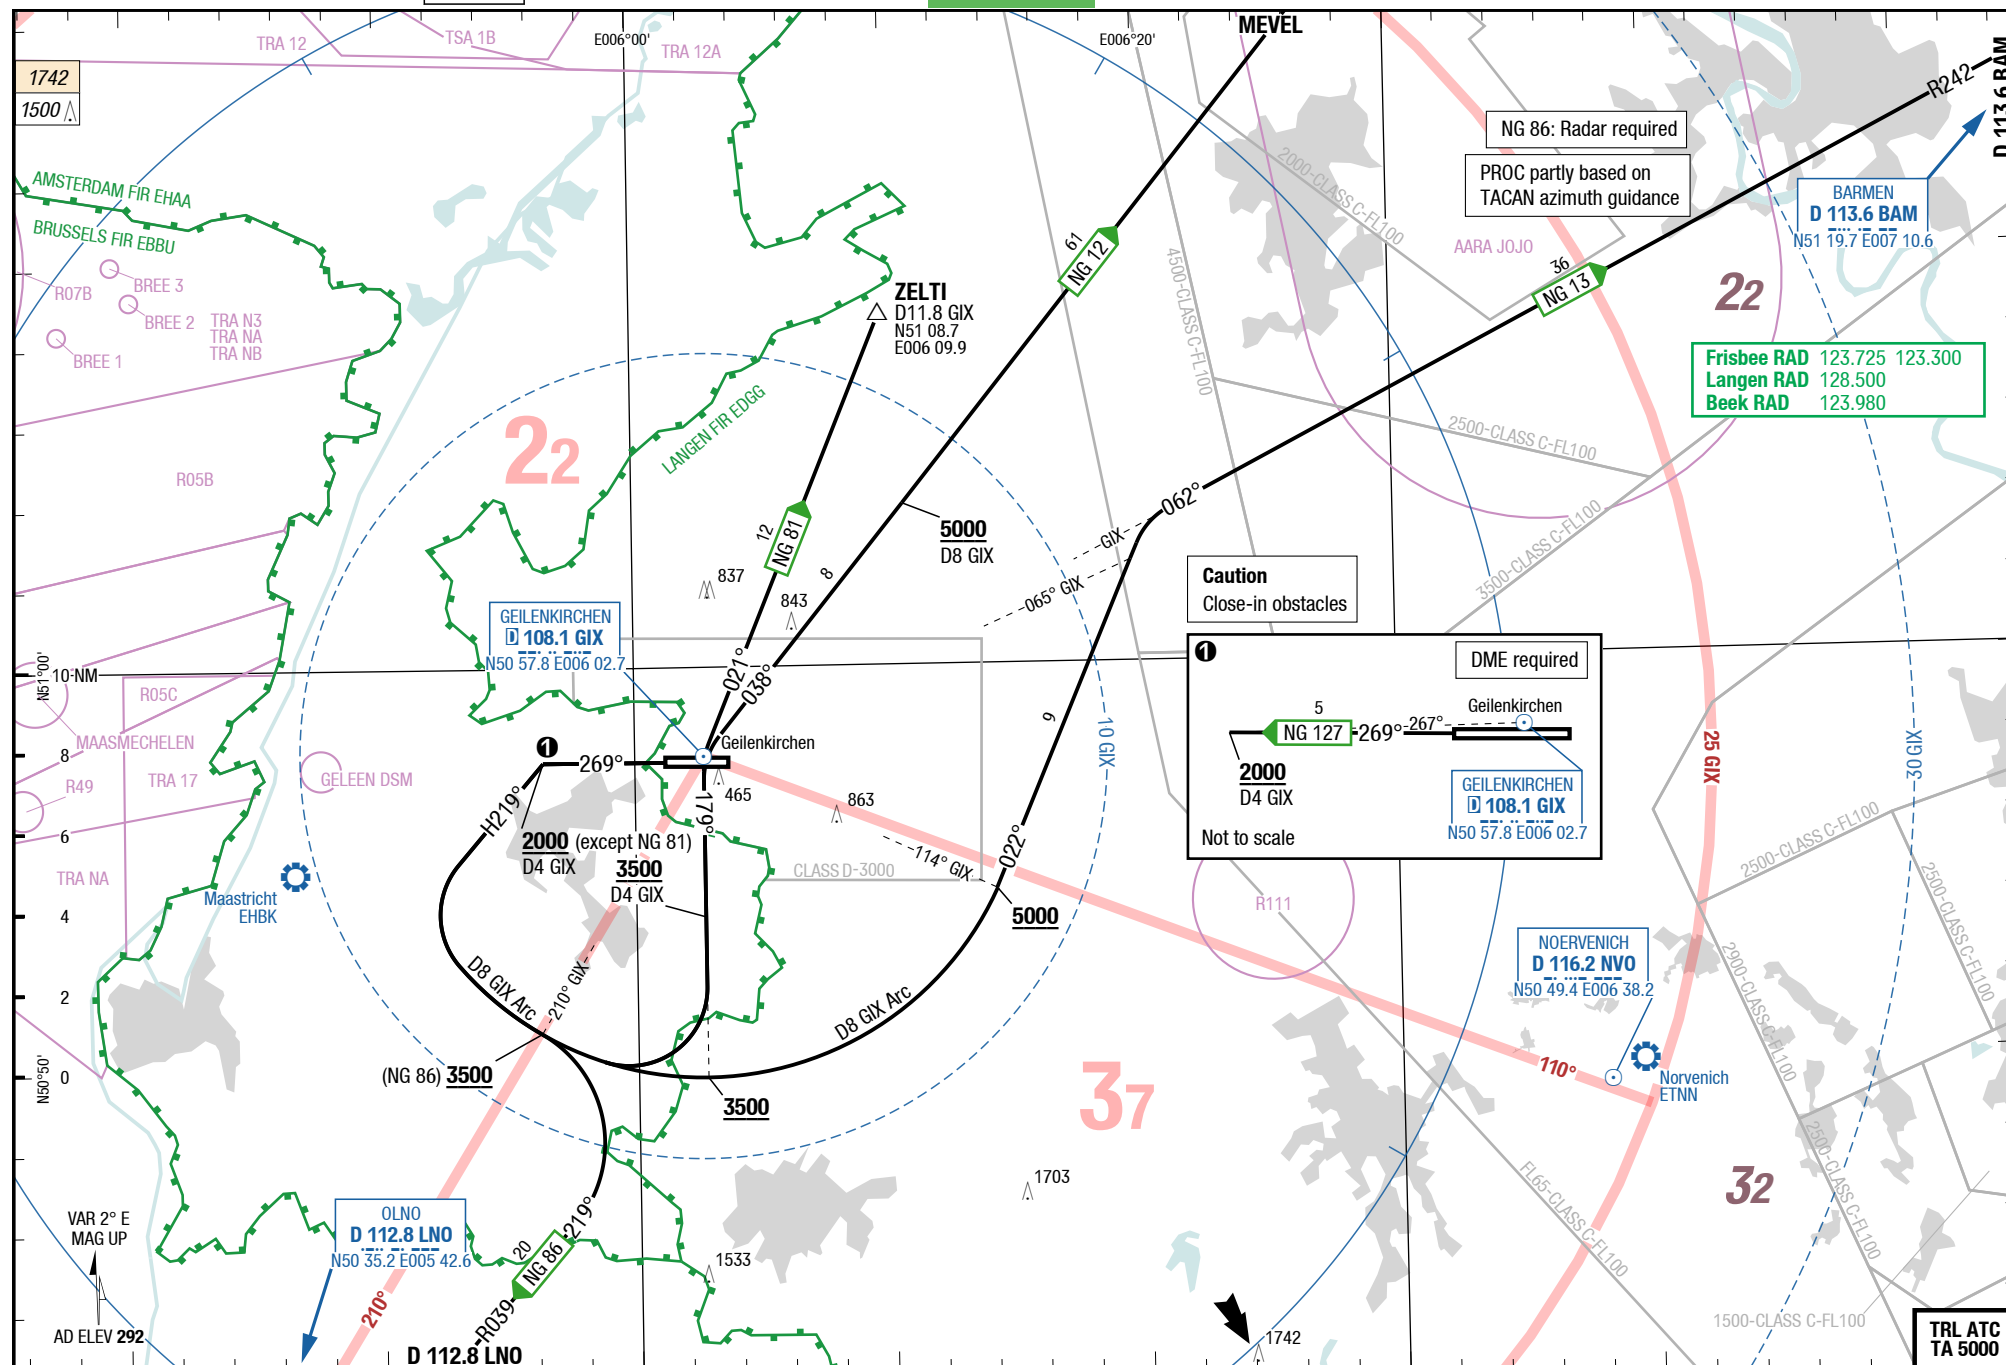 TRA 12
TSA 1B
TRA 12A
E006°00'
E006°20'
MEVEL
1742
1500
R242
D 113.6 BAM
NG 86: Radar required
PROC partly based on
TACAN azimuth guidance
2000-CLASS C-FL100
AMSTERDAM FIR EHAA
BRUSSELS FIR EBBU
BARMEN
D 113.6 BAM
N51 19.7 E007 10.6
AARA JOJO
61
NG 12
36
NG 13
22
R07B
BREE 3
BREE 2
BREE 1
TRA N3
TRA NA
TRA NB
ZELTI
D11.8 GIX
N51 08.7
E006 09.9
4500-CLASS C-FL100
Frisbee RAD 123.725 123.300
Langen RAD 128.500
Beek RAD 123.980
LANGEN FIR EDGG
22
2500-CLASS C-FL100
R05B
062°
GIX
065° GIX
12
NG 81
8
5000
D8 GIX
3500-CLASS C-FL100
837
843
Caution
Close-in obstacles
GEILENKIRCHEN
D 108.1 GIX
N50 57.8 E006 02.7
021°
038°
N51°00'
10 NM
R05C
1
DME required
5
NG 127
269°
267°
Geilenkirchen
2000
D4 GIX
GEILENKIRCHEN
D 108.1 GIX
N50 57.8 E006 02.7
Not to scale
9
10 GIX
25 GIX
30 GIX
MAASMECHELEN
8
TRA 17
R49
GELEEN DSM
1
269°
Geilenkirchen
465
863
179°
H219°
6
2000 (except NG 81)
D4 GIX
3500
D4 GIX
CLASS D-3000
114° GIX
022°
2500-CLASS C-FL100
2500-CLASS C-FL100
TRA NA
Maastricht
EHBK
4
5000
R111
NOERVENICH
D 116.2 NVO
N50 49.4 E006 38.2
2900-CLASS C-FL100
D8 GIX Arc
210° GIX
D8 GIX Arc
2
N50°50'
0
(NG 86) 3500
3500
37
110°
Norvenich
ETNN
2500-CLASS C-FL100
1703
32
FL65-CLASS C-FL100
VAR 2° E
MAG UP
OLNO
D 112.8 LNO
N50 35.2 E005 42.6
219°
20
NG 86
1533
210°
R039
AD ELEV 292
D 112.8 LNO
1742
1500-CLASS C-FL100
TRL ATC
TA 5000